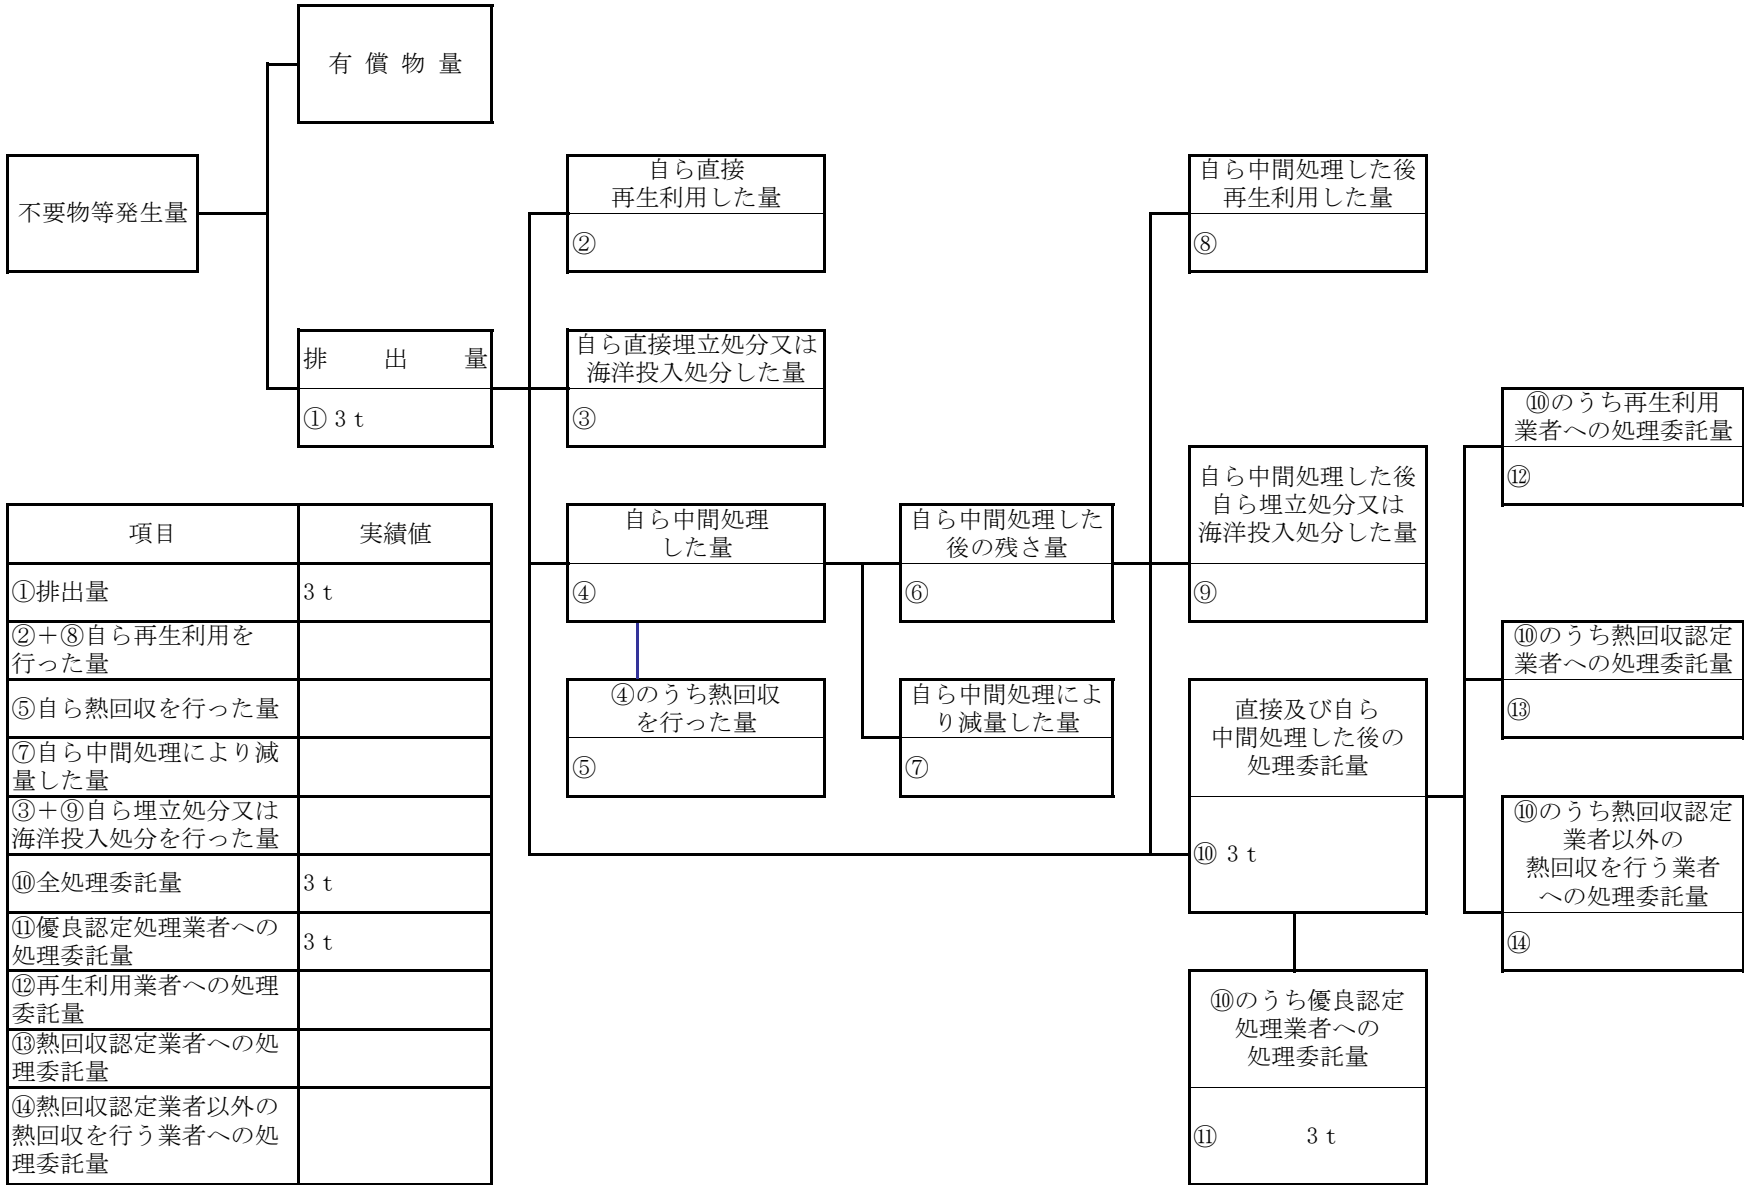 有償物量
不要物等発生量
自ら直接
再生利用した量
②
自ら中間処理した後
再生利用した量
⑧
排出量
①3t
自ら直接埋立処分又は
海洋投入処分した量
③
⑩のうち再生利用
業者への処理委託量
⑫
自ら中間処理
した量
④
自ら中間処理した
後の残さ量
⑥
自ら中間処理した後
自ら埋立処分又は
海洋投入処分した量
⑨
⑩のうち熱回収認定
業者への処理委託量
⑬
④のうち熱回収
を行った量
⑤
自ら中間処理によ
り減量した量
⑦
直接及び自ら
中間処理した後の
処理委託量
⑩3t
⑩のうち熱回収認定
業者以外の
熱回収を行う業者
への処理委託量
⑭
⑩のうち優良認定
処理業者への
処理委託量
⑪ 3t
項目 実績値
①排出量 3t
②＋⑧自ら再生利用を
行った量
⑤自ら熱回収を行った量
⑦自ら中間処理により減
量した量
③＋⑨自ら埋立処分又は
海洋投入処分を行った量
⑩全処理委託量 3t
⑪優良認定処理業者への
処理委託量 3t
⑫再生利用業者への処理
委託量
⑬熱回収認定業者への処
理委託量
⑭熱回収認定業者以外の
熱回収を行う業者への処
理委託量